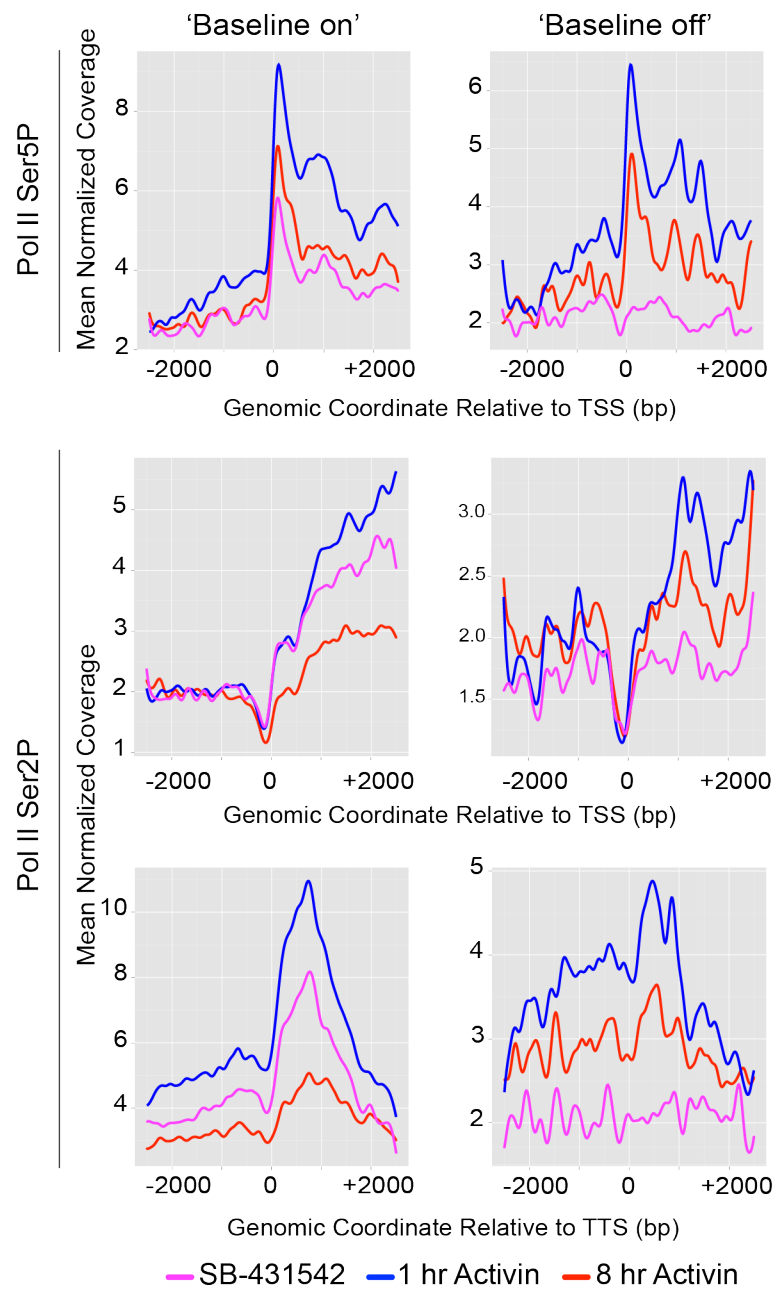 ‘Baseline on’ ‘Baseline off’
Pol II Ser5P
Mean Normalized Coverage
8
6
4
2
6
5
4
3
2
-2000 0 +2000 -2000 0 +2000
Genomic Coordinate Relative to TSS (bp)
Pol II Ser2P
Mean Normalized Coverage
5
4
3
2
1
3.0
2.5
2.0
1.5
-2000 0 +2000 -2000 0 +2000
Genomic Coordinate Relative to TSS (bp)
10
8
6
4
5
4
3
2
-2000 0 +2000 -2000 0 +2000
Genomic Coordinate Relative to TTS (bp)
SB-431542 1 hr Activin 8 hr Activin